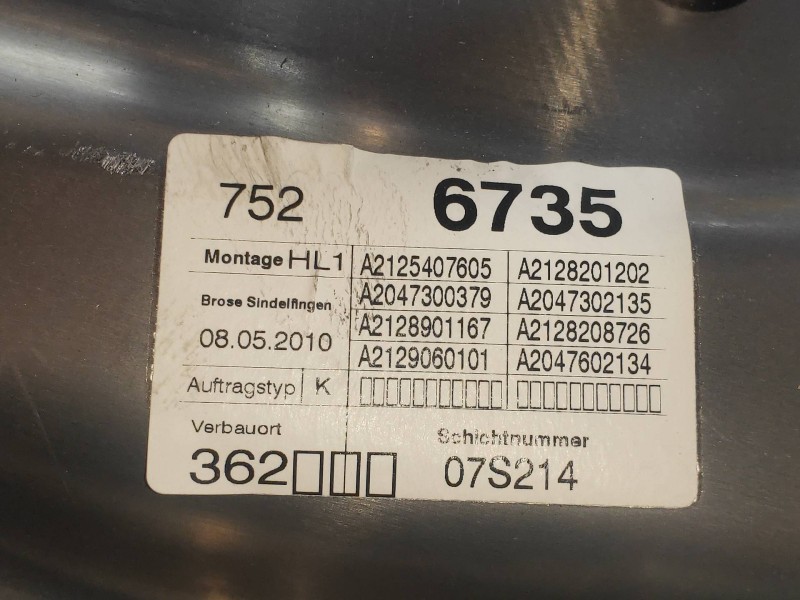 752 6735
Montage HL1 A2125407605 A2128201202
A2047300379 A2047302135
Brose Sindelfingen
A2128901167 A2128208726
08.05.2010
A2129060101 A2047602134
Auftragstyp K
Verbauort
Schichtnummer
362
07S214